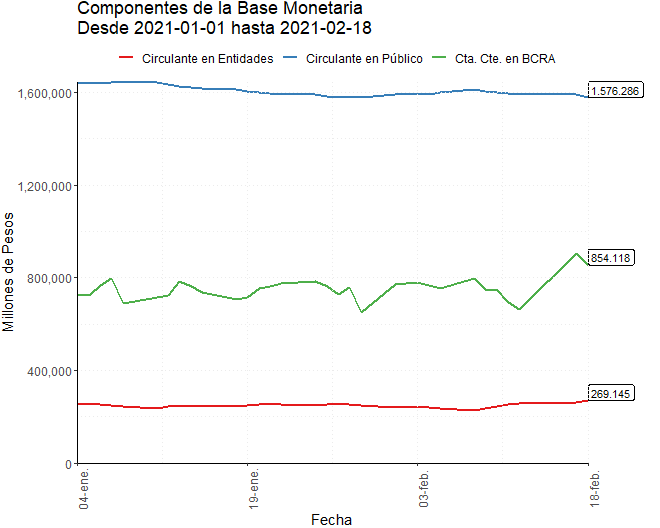 Componentes de la Base Monetaria
Desde 2021-01-01 hasta 2021-02-18
Circulante en Entidades
Circulante en Público
Cta. Cte. en BCRA
Millones de Pesos
1,600,000
1,200,000
800,000
400,000
0
1.576.286
854.118
269.145
04-ene.
19-ene.
03-feb.
18-feb.
Fecha